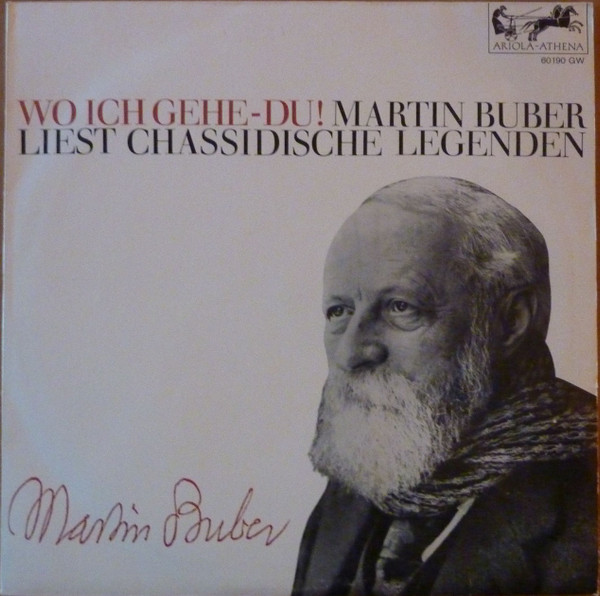 ARIOLA-ATHENA
60190 GW
WO ICH GEHE-DU! MARTIN BUBER
LIEST CHASSIDISCHE LEGENDEN
Martin Buber